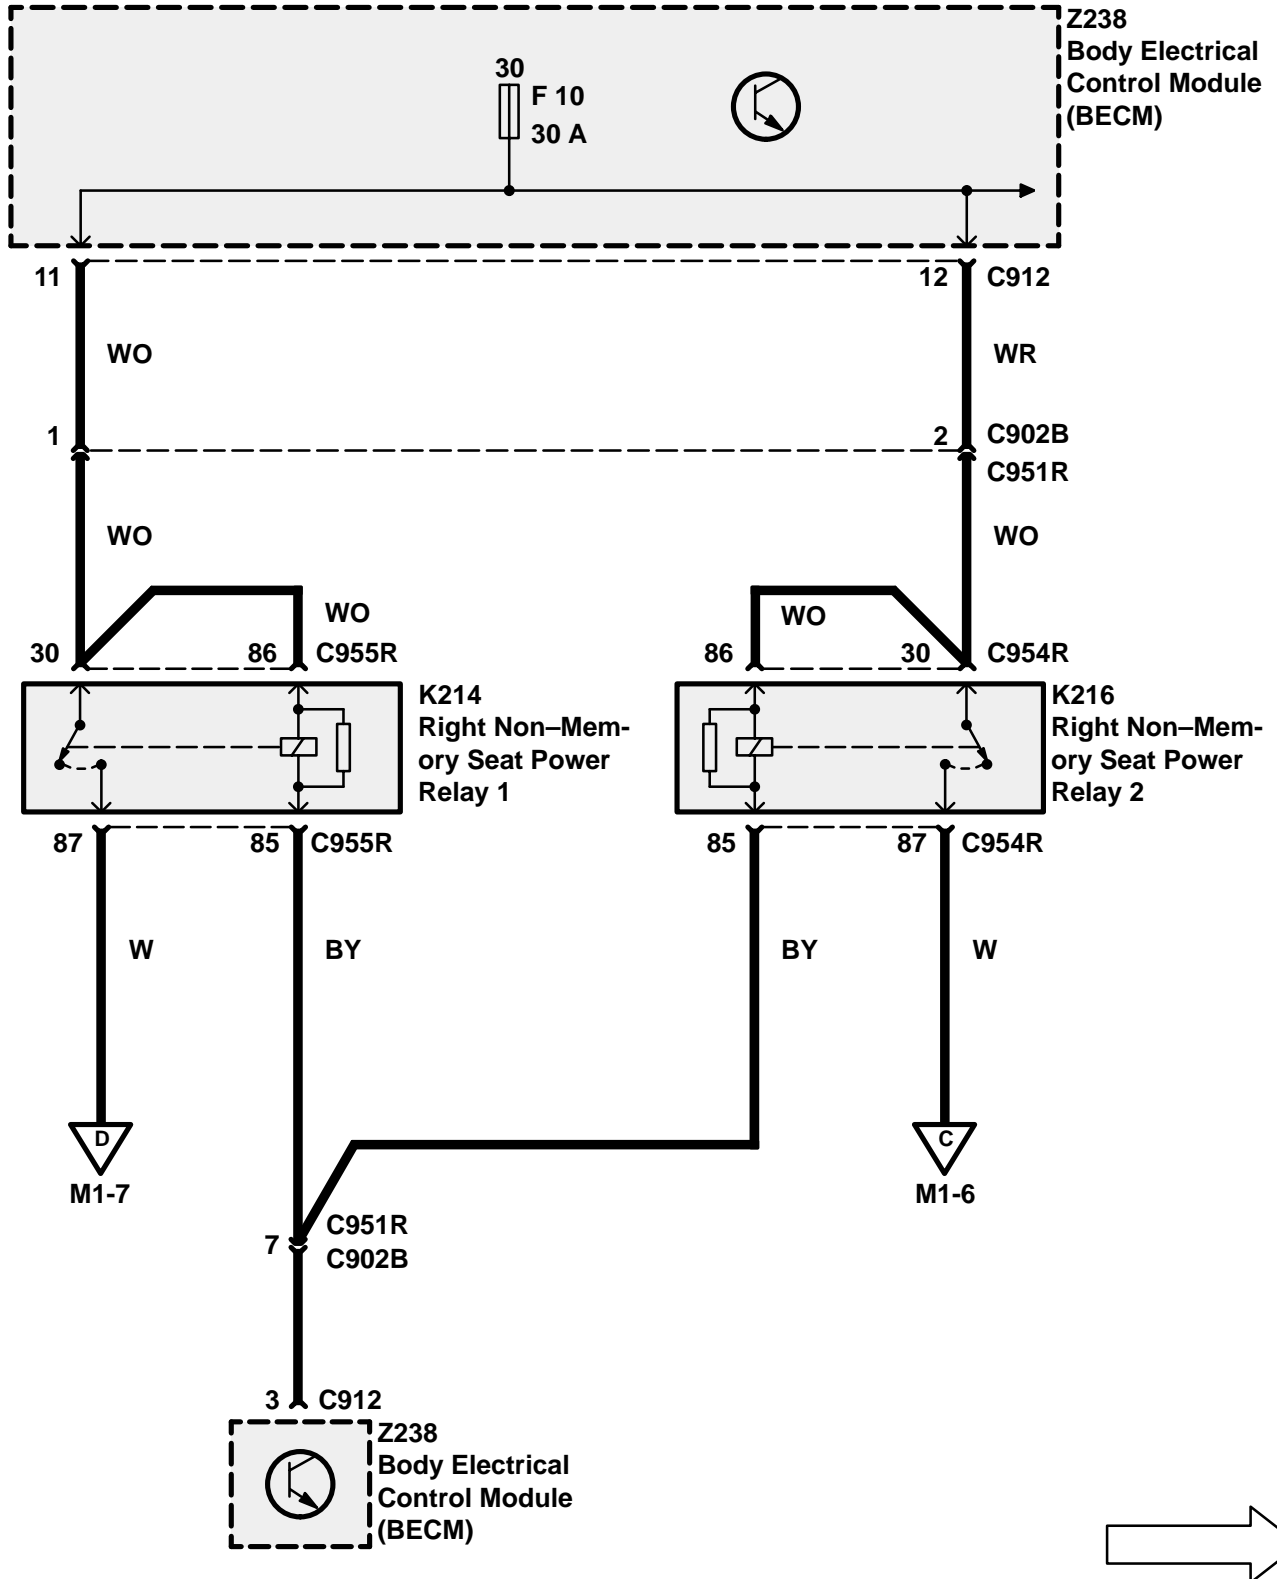 Z238
Body Electrical
Control Module
(BECM)
30
F 10
30 A
11
12
C912
WO
WR
1
2
C902B
C951R
WO
WO
WO
WO
30
86
C955R
86
30
C954R
K214
Right Non–Mem-
ory Seat Power
Relay 1
K216
Right Non–Mem-
ory Seat Power
Relay 2
87
85
C955R
85
87
C954R
W
BY
BY
W
D
M1-7
C
M1-6
7
C951R
C902B
3
C912
Z238
Body Electrical
Control Module
(BECM)